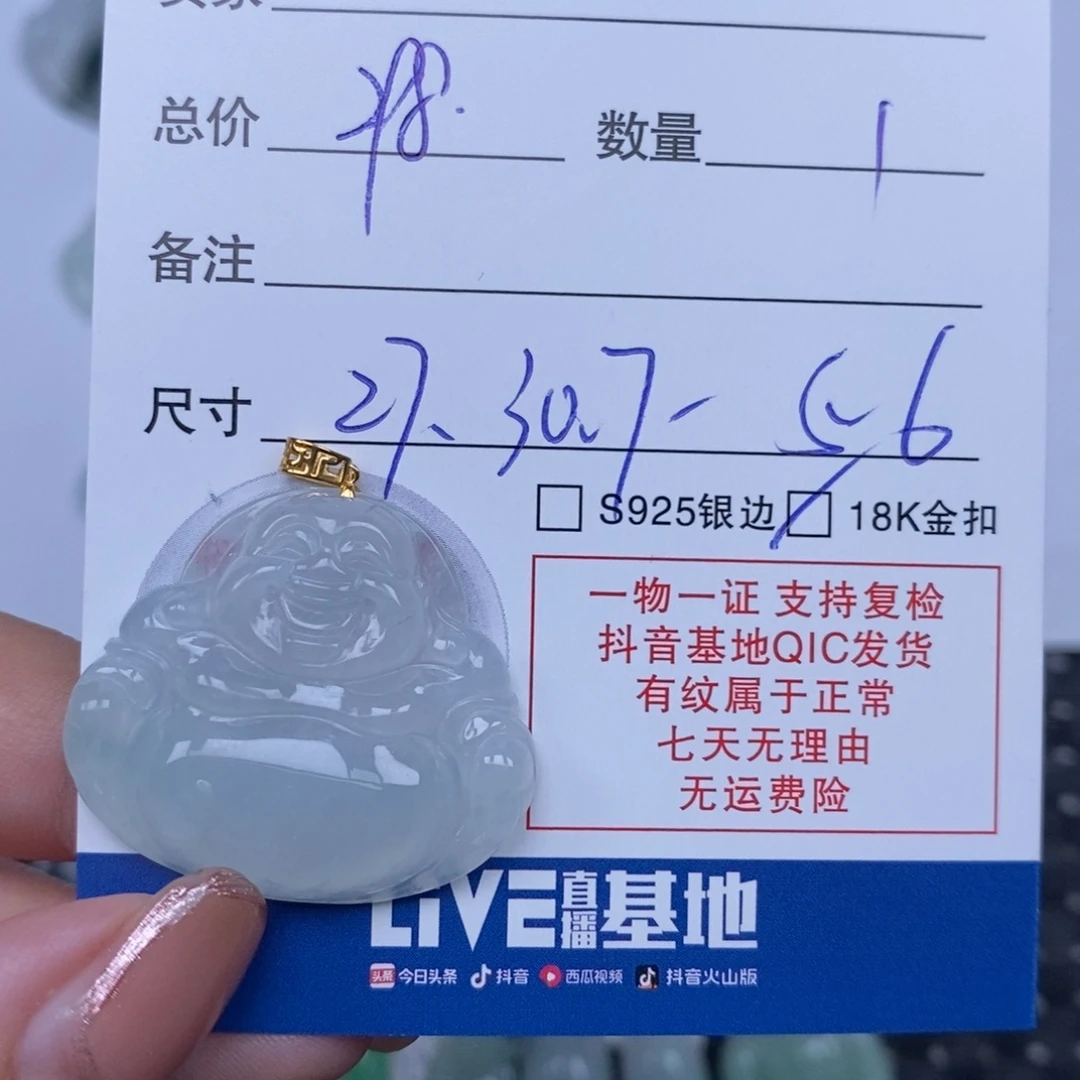 总价 48. 数量 1
备注
尺寸 27、30.7- 5.6
S925银边 18K金扣
一物一证 支持复检
抖音基地QIC发货
有纹属于正常
七天无理由
无运费险
LIVE直播基地
头条 今日头条 抖音 西瓜视频 抖音火山版